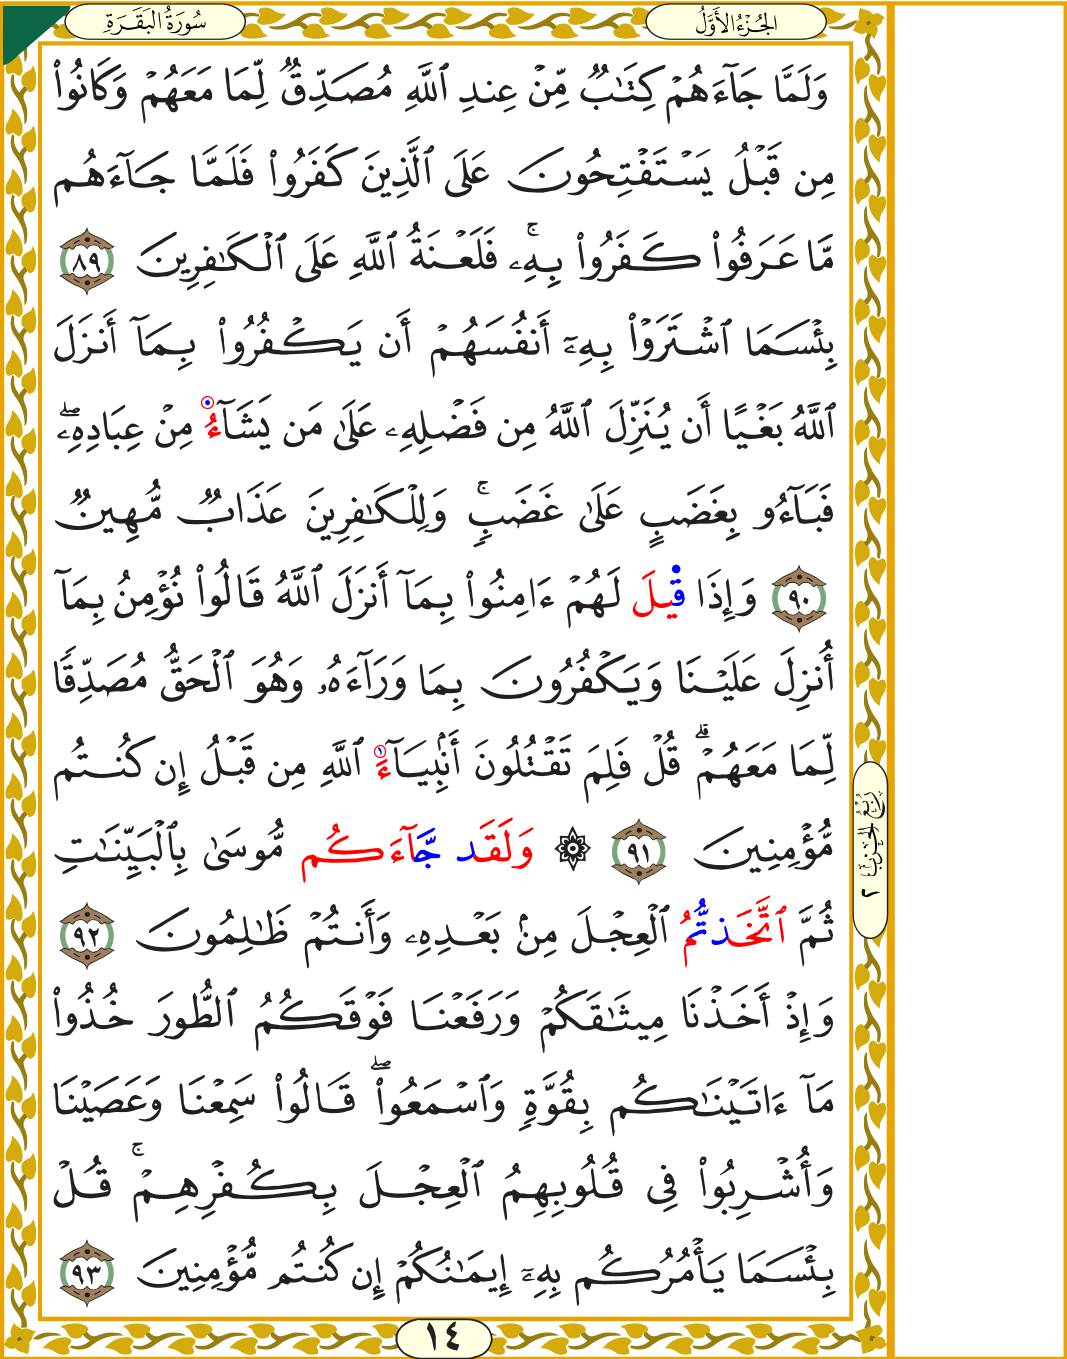 سُورَةُ البَقَرَةِ
الجُزْءُ الأَوَّلُ
وَلَمَّا جَآءَهُمۡ كِتَٰبٞ مِّنۡ عِندِ ٱللَّهِ مُصَدِّقٞ لِّمَا مَعَهُمۡ وَكَانُواْ
مِن قَبۡلُ يَسۡتَفۡتِحُونَ عَلَى ٱلَّذِينَ كَفَرُواْ فَلَمَّا جَآءَهُم
مَّا عَرَفُواْ كَفَرُواْ بِهِۦۚ فَلَعۡنَةُ ٱللَّهِ عَلَى ٱلۡكَٰفِرِينَ ٨٩
بِئۡسَمَا ٱشۡتَرَوۡاْ بِهِۦٓ أَنفُسَهُمۡ أَن يَكۡفُرُواْ بِمَآ أَنزَلَ
ٱللَّهُ بَغۡيًا أَن يُنَزِّلَ ٱللَّهُ مِن فَضۡلِهِۦ عَلَىٰ مَن يَشَآءُ مِنۡ عِبَادِهِۦۖ
فَبَآءُو بِغَضَبٍ عَلَىٰ غَضَبٖۚ وَلِلۡكَٰفِرِينَ عَذَابٞ مُّهِينٞ
٩٠ وَإِذَا قِيلَ لَهُمۡ ءَامِنُواْ بِمَآ أَنزَلَ ٱللَّهُ قَالُواْ نُؤۡمِنُ بِمَآ
أُنزِلَ عَلَيۡنَا وَيَكۡفُرُونَ بِمَا وَرَآءَهُۥ وَهُوَ ٱلۡحَقُّ مُصَدِّقٗا
لِّمَا مَعَهُمۡۗ قُلۡ فَلِمَ تَقۡتُلُونَ أَنۢبِيَآءَ ٱللَّهِ مِن قَبۡلُ إِن كُنتُم
مُّؤۡمِنِينَ ٩١ ۞ وَلَقَد جَّآءَكُم مُّوسَىٰ بِٱلۡبَيِّنَٰتِ
ثُمَّ ٱتَّخَذتُّمُ ٱلۡعِجۡلَ مِنۢ بَعۡدِهِۦ وَأَنتُمۡ ظَٰلِمُونَ ٩٢
وَإِذۡ أَخَذۡنَا مِيثَٰقَكُمۡ وَرَفَعۡنَا فَوۡقَكُمُ ٱلطُّورَ خُذُواْ
مَآ ءَاتَيۡنَٰكُم بِقُوَّةٖ وَٱسۡمَعُواْۖ قَالُواْ سَمِعۡنَا وَعَصَيۡنَا
وَأُشۡرِبُواْ فِي قُلُوبِهِمُ ٱلۡعِجۡلَ بِكُفۡرِهِمۡۚ قُلۡ
بِئۡسَمَا يَأۡمُرُكُم بِهِۦٓ إِيمَٰنُكُمۡ إِن كُنتُم مُّؤۡمِنِينَ ٩٣
رُبْعُ الحِزْبِ ٢
١٤